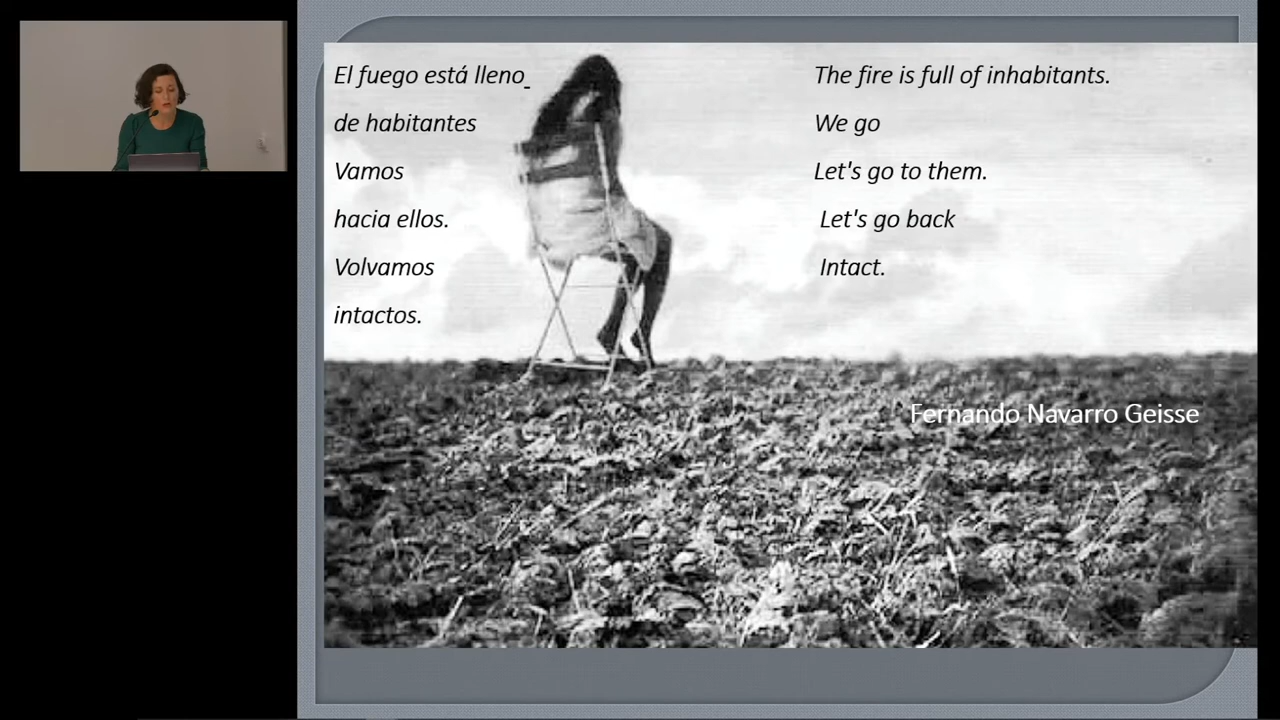 El fuego está lleno
de habitantes
Vamos
hacia ellos.
Volvamos
intactos.
The fire is full of inhabitants.
We go
Let's go to them.
Let's go back
Intact.
Fernando Navarro Geisse